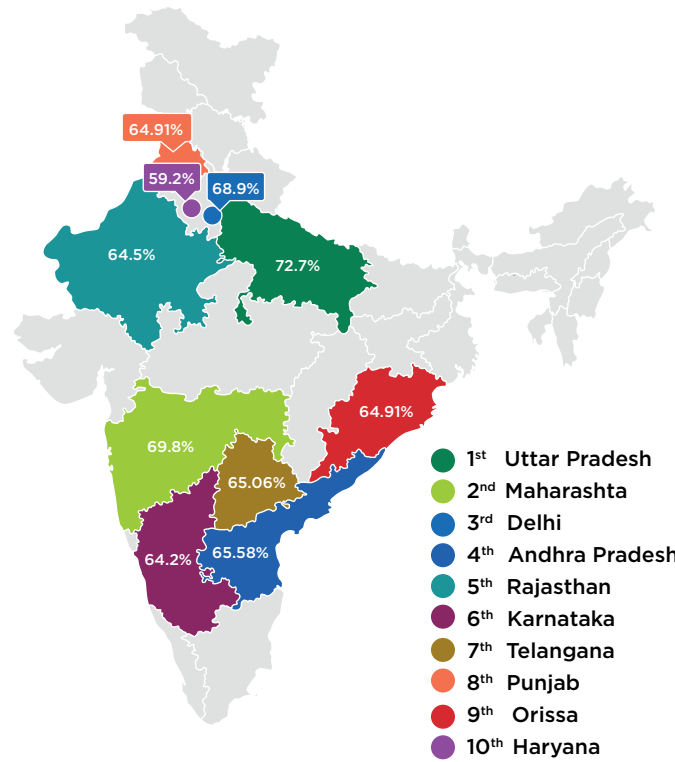 64.91%
59.2%
68.9%
64.5%
72.7%
64.91%
69.8%
65.06%
64.2%
65.58%
1st Uttar Pradesh
2nd Maharashta
3rd Delhi
4th Andhra Pradesh
5th Rajasthan
6th Karnataka
7th Telangana
8th Punjab
9th Orissa
10th Haryana